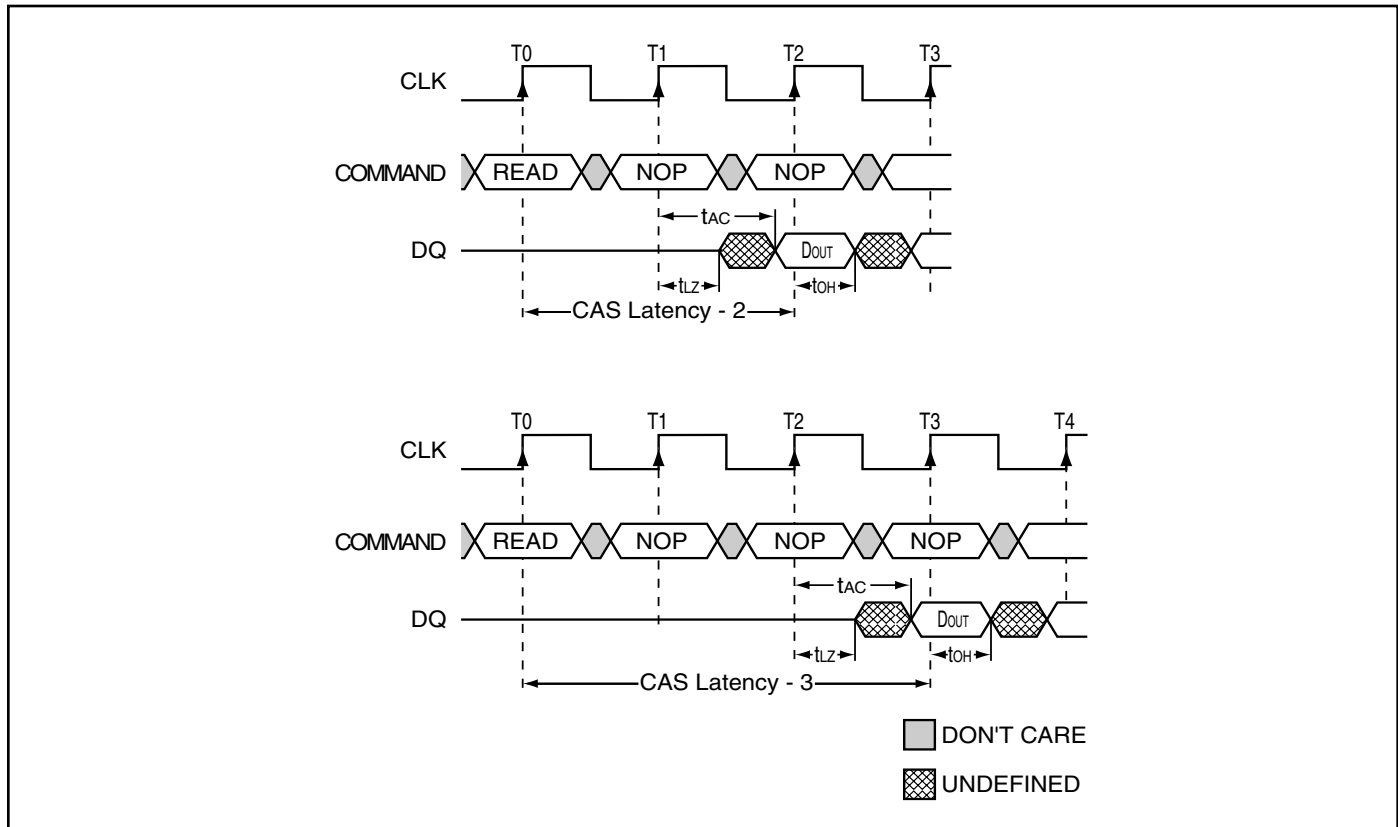 T0 T1 T2 T3
CLK
COMMAND READ NOP NOP
tAC
DQ DOUT
tLZ tOH
CAS Latency - 2
T0 T1 T2 T3 T4
CLK
COMMAND READ NOP NOP NOP
tAC
DQ DOUT
tLZ tOH
CAS Latency - 3
DON'T CARE
UNDEFINED